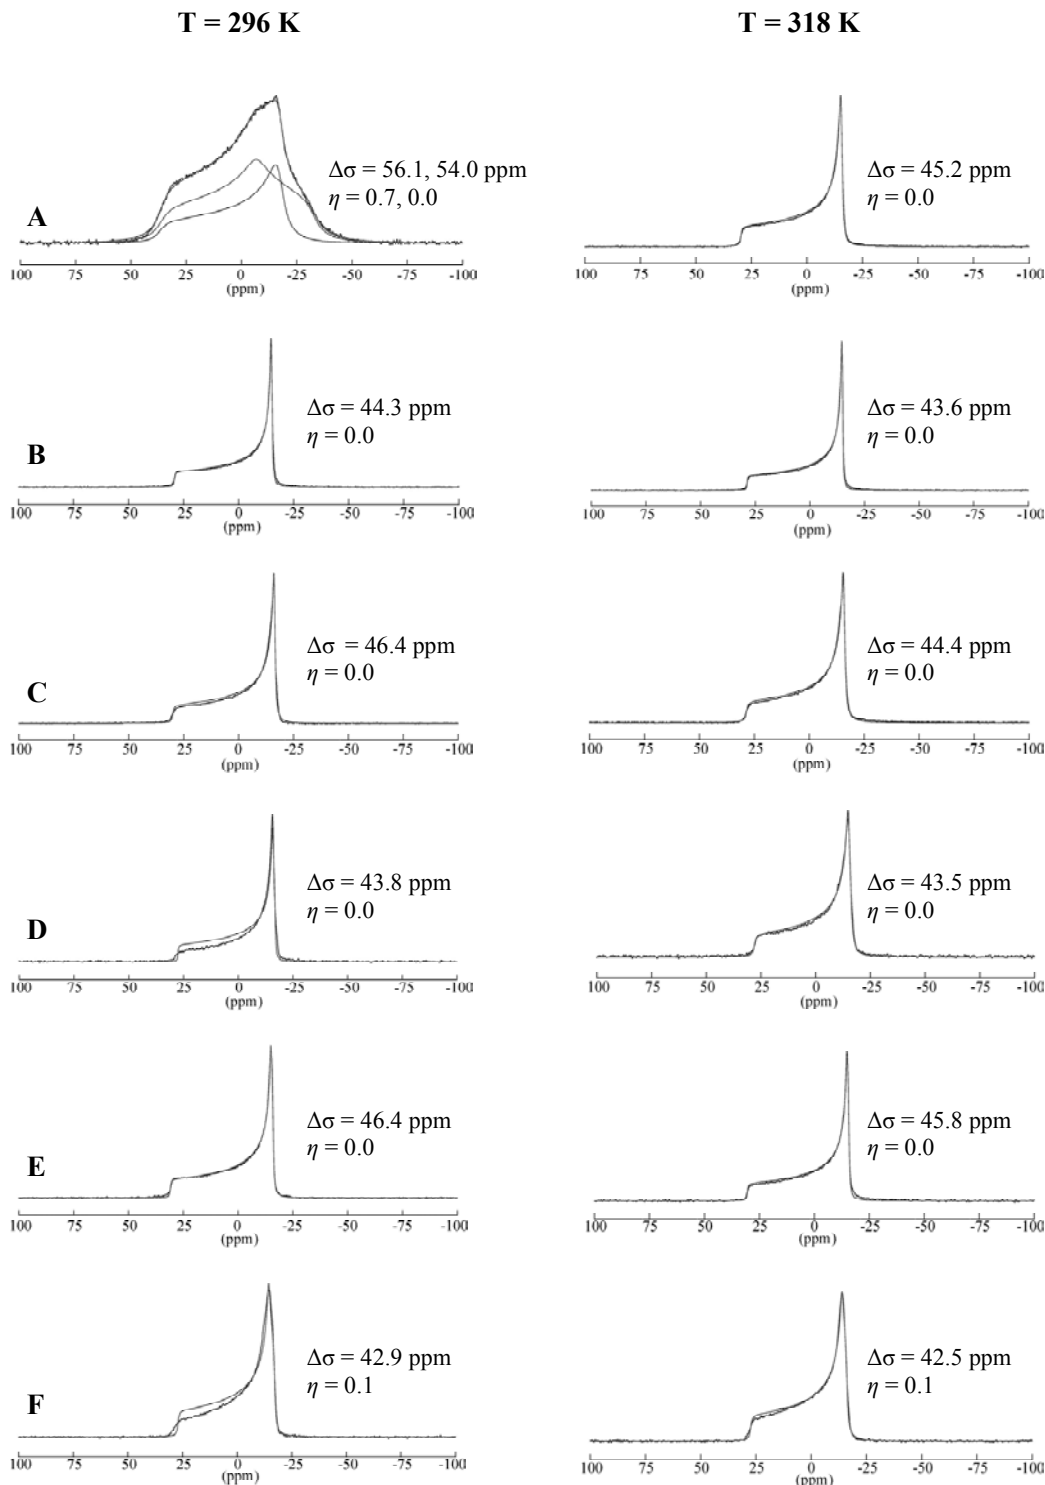 T = 296 K
T = 318 K
A
Δσ = 56.1, 54.0 ppm
η = 0.7, 0.0
100 75 50 25 0 -25 -50 -75 -100
(ppm)
Δσ = 45.2 ppm
η = 0.0
100 75 50 25 0 -25 -50 -75 -100
(ppm)
B
Δσ = 44.3 ppm
η = 0.0
100 75 50 25 0 -25 -50 -75 -100
(ppm)
Δσ = 43.6 ppm
η = 0.0
100 75 50 25 0 -25 -50 -75 -100
(ppm)
C
Δσ = 46.4 ppm
η = 0.0
100 75 50 25 0 -25 -50 -75 -100
(ppm)
Δσ = 44.4 ppm
η = 0.0
100 75 50 25 0 -25 -50 -75 -100
(ppm)
D
Δσ = 43.8 ppm
η = 0.0
100 75 50 25 0 -25 -50 -75 -100
(ppm)
Δσ = 43.5 ppm
η = 0.0
100 75 50 25 0 -25 -50 -75 -100
(ppm)
E
Δσ = 46.4 ppm
η = 0.0
100 75 50 25 0 -25 -50 -75 -100
(ppm)
Δσ = 45.8 ppm
η = 0.0
100 75 50 25 0 -25 -50 -75 -100
(ppm)
F
Δσ = 42.9 ppm
η = 0.1
100 75 50 25 0 -25 -50 -75 -100
(ppm)
Δσ = 42.5 ppm
η = 0.1
100 75 50 25 0 -25 -50 -75 -100
(ppm)